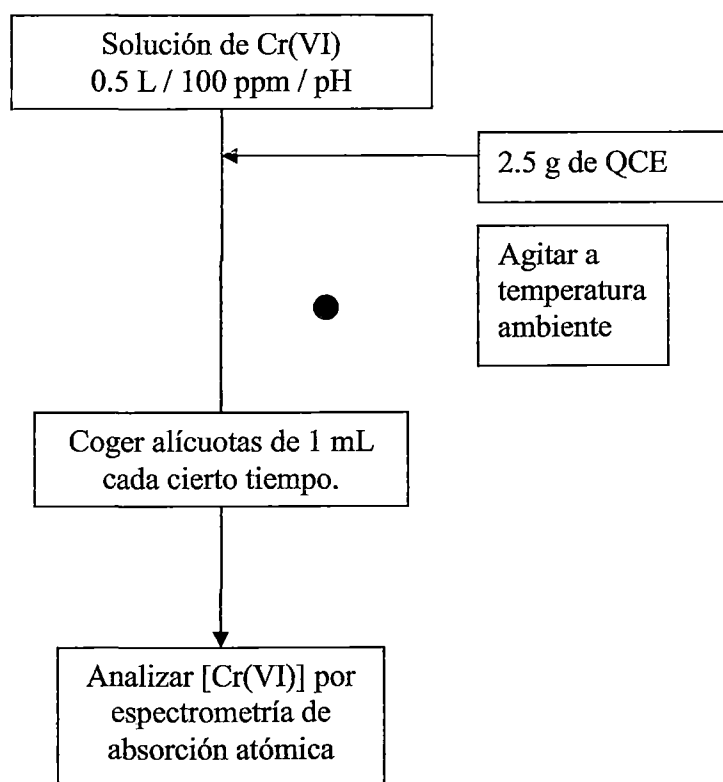 Solución de Cr(VI)
0.5 L / 100 ppm / pH
2.5 g de QCE
Agitar a
temperatura
ambiente
Coger alícuotas de 1 mL
cada cierto tiempo.
Analizar [Cr(VI)] por
espectrometría de
absorción atómica